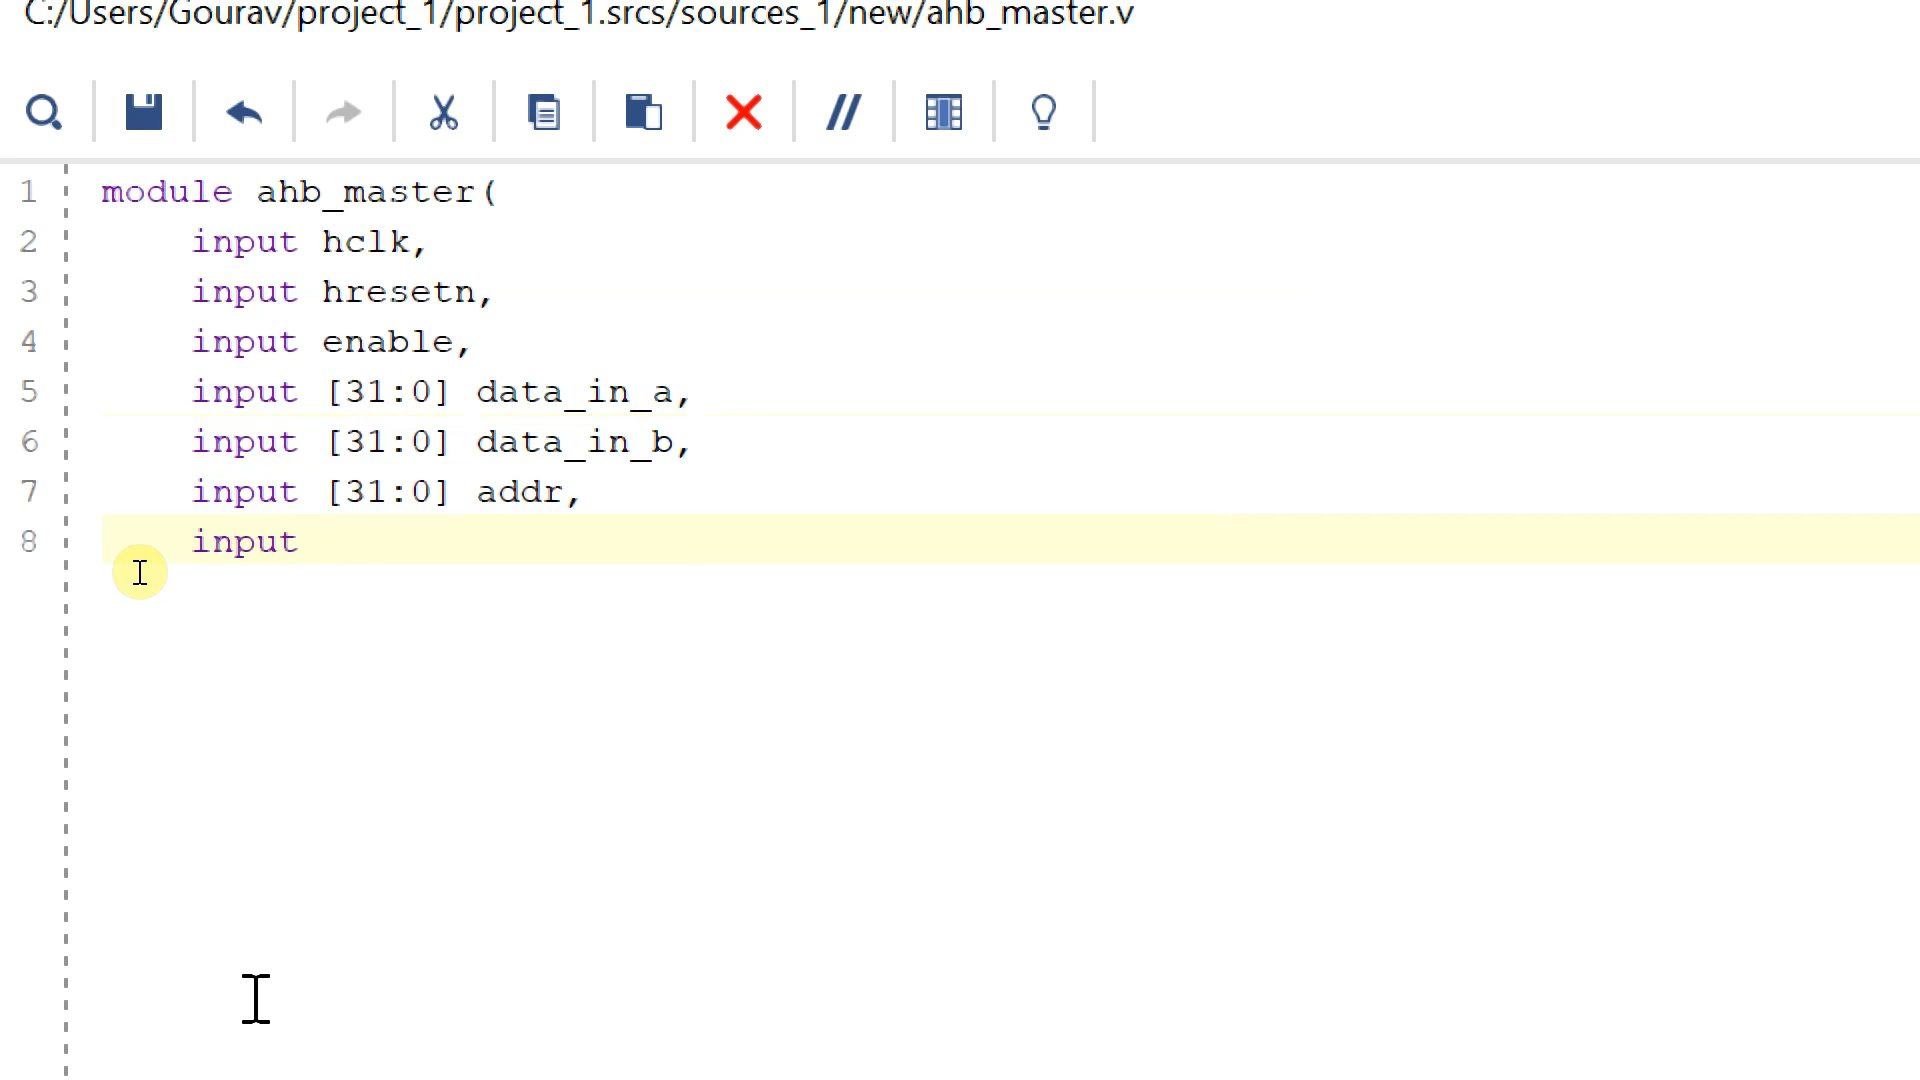 C:/Users/Gourav/project_1/project_1.srcs/sources_1/new/ahb_master.v
1 module ahb_master(
2 input hclk,
3 input hresetn,
4 input enable,
5 input [31:0] data_in_a,
6 input [31:0] data_in_b,
7 input [31:0] addr,
8 input